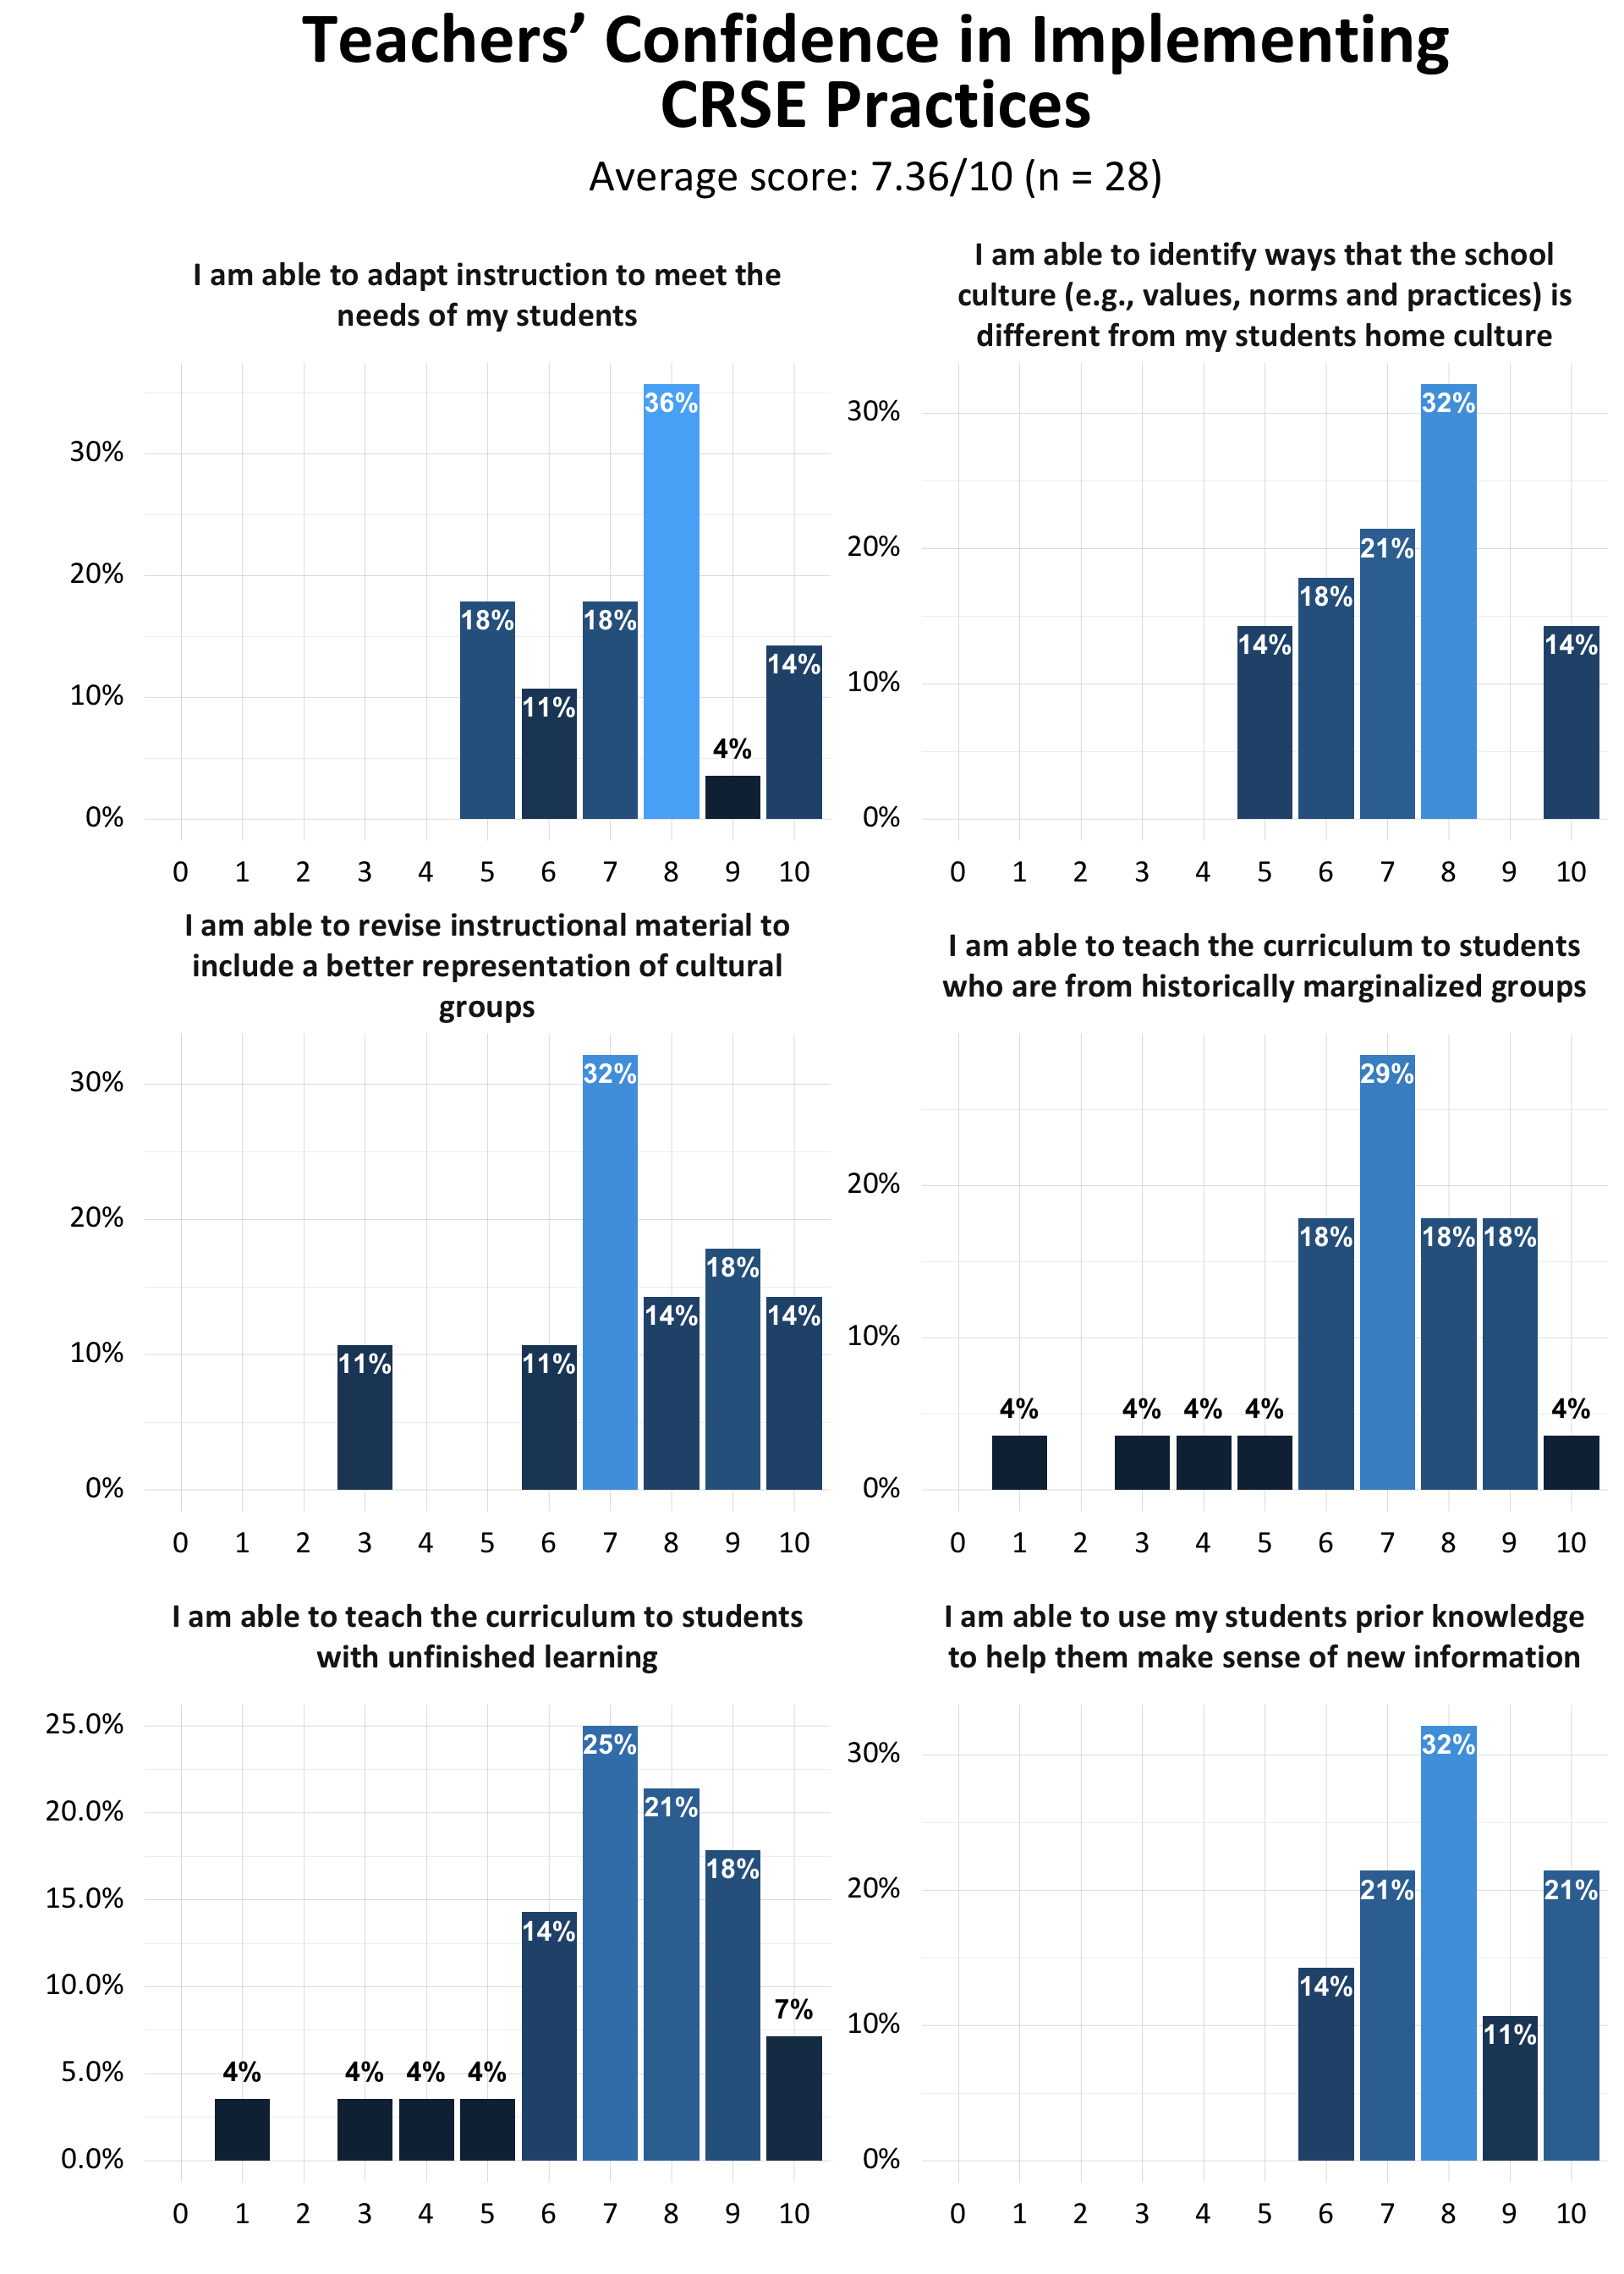 Teachers’ Confidence in Implementing
CRSE Practices
Average score: 7.36/10 (n = 28)
I am able to adapt instruction to meet the
needs of my students
36%
30%
20%
18%
18%
14%
11%
10%
4%
0%
0 1 2 3 4 5 6 7 8 9 10
I am able to identify ways that the school
culture (e.g., values, norms and practices) is
different from my students home culture
32%
30%
21%
20%
18%
14%
14%
10%
0%
0 1 2 3 4 5 6 7 8 9 10
I am able to revise instructional material to
include a better representation of cultural
groups
32%
30%
20%
18%
14%
14%
11%
11%
10%
0%
0 1 2 3 4 5 6 7 8 9 10
I am able to teach the curriculum to students
who are from historically marginalized groups
29%
20%
18%
18%
18%
10%
4%
4%
4%
4%
4%
0%
0 1 2 3 4 5 6 7 8 9 10
I am able to teach the curriculum to students
with unfinished learning
25.0%
25%
20.0%
21%
18%
15.0%
14%
10.0%
7%
5.0%
4%
4%
4%
4%
0.0%
0 1 2 3 4 5 6 7 8 9 10
I am able to use my students prior knowledge
to help them make sense of new information
32%
30%
20%
21%
21%
14%
10%
11%
0%
0 1 2 3 4 5 6 7 8 9 10